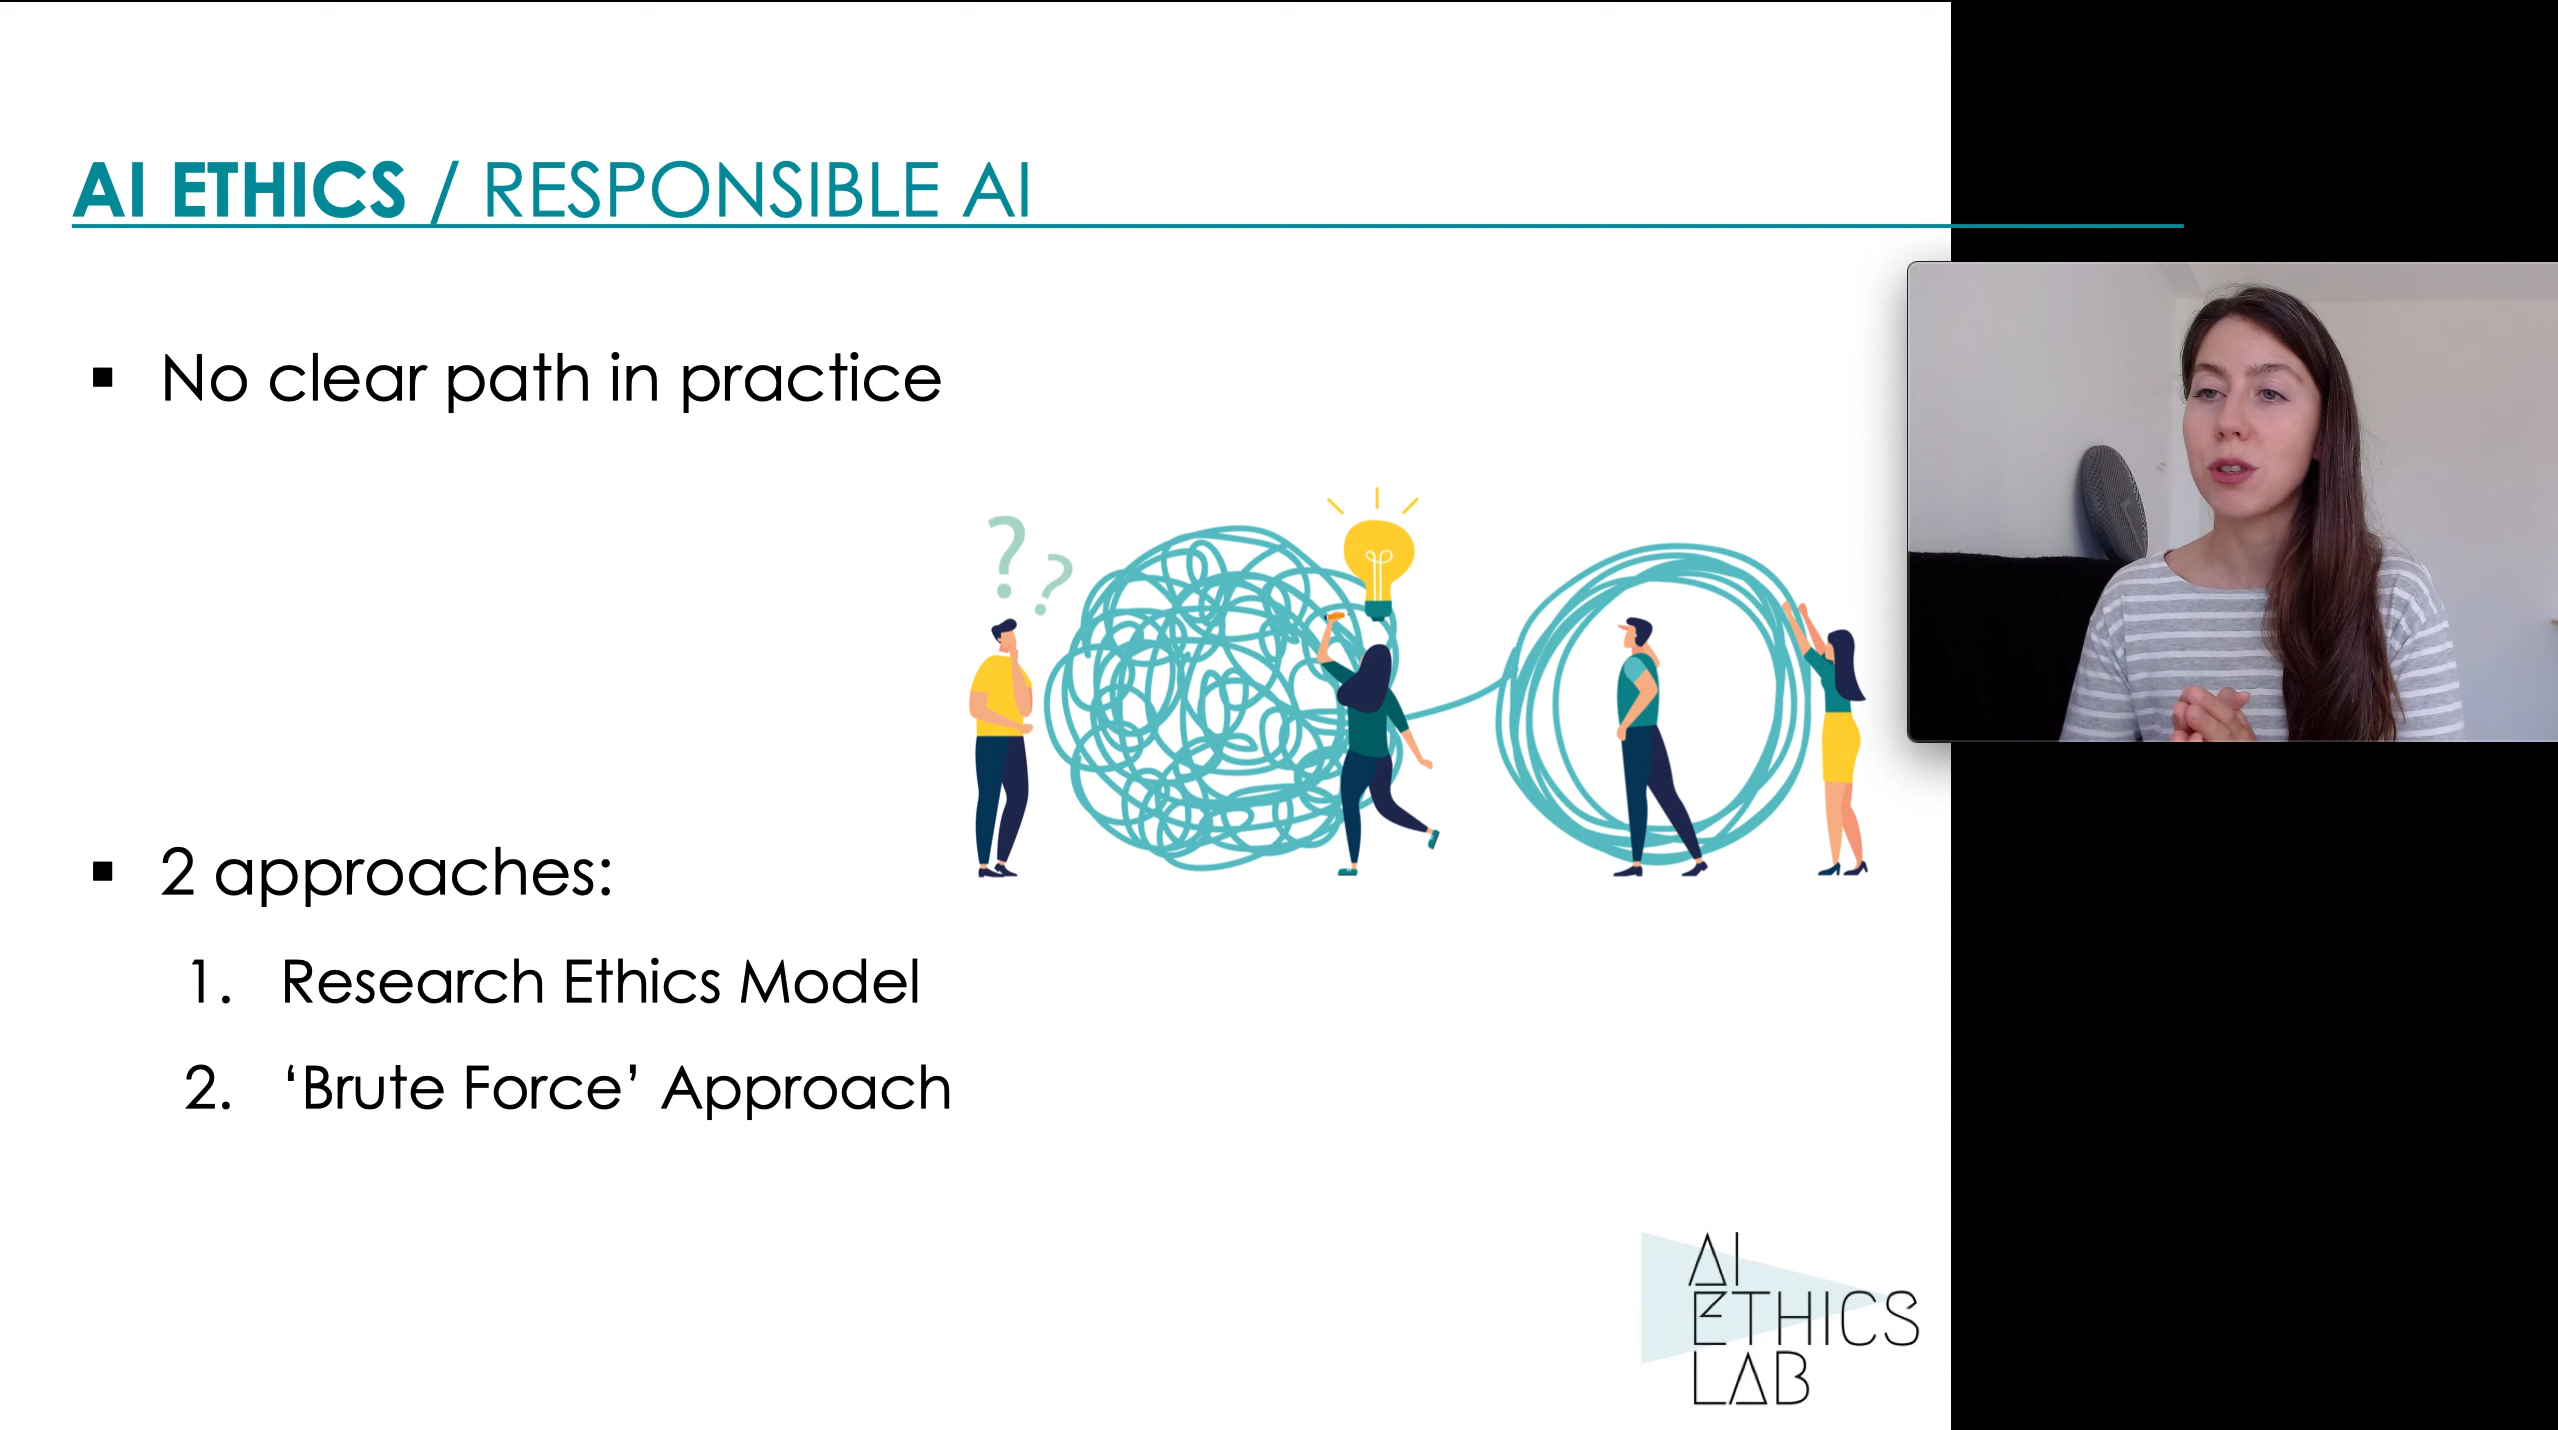 AI ETHICS / RESPONSIBLE AI
▪ No clear path in practice
? ?
▪ 2 approaches:
1. Research Ethics Model
2. ‘Brute Force’ Approach
AI
ETHICS
LAB